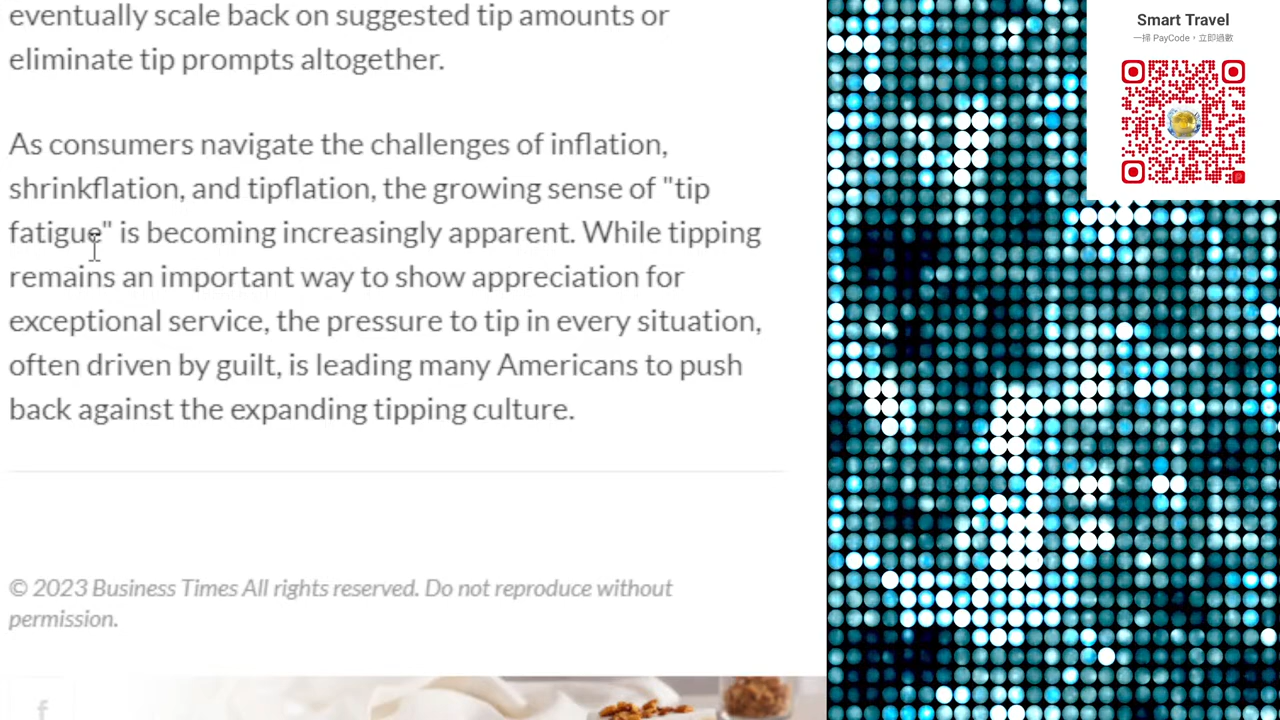 eventually scale back on suggested tip amounts or
eliminate tip prompts altogether.
As consumers navigate the challenges of inflation,
shrinkflation, and tipflation, the growing sense of "tip
fatigue" is becoming increasingly apparent. While tipping
remains an important way to show appreciation for
exceptional service, the pressure to tip in every situation,
often driven by guilt, is leading many Americans to push
back against the expanding tipping culture.
© 2023 Business Times All rights reserved. Do not reproduce without
permission.
f
Smart Travel
一掃 PayCode，立即過數